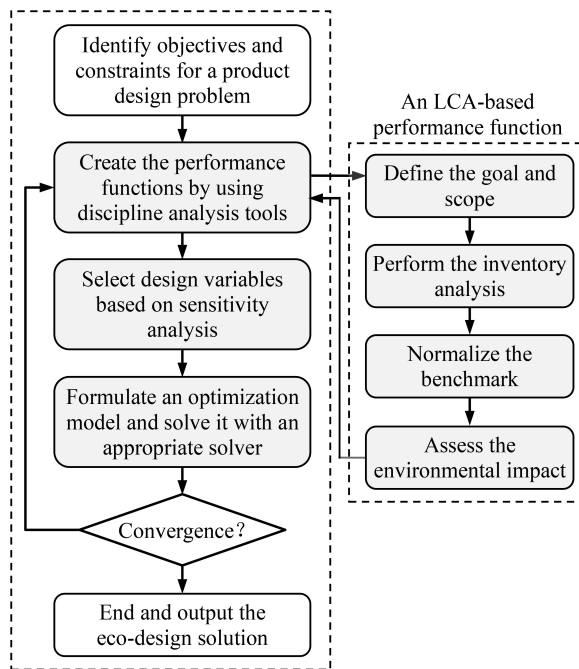 Identify objectives and
constraints for a product
design problem
Create the performance
functions by using
discipline analysis tools
Select design variables
based on sensitivity
analysis
Formulate an optimization
model and solve it with an
appropriate solver
Convergence?
End and output the
eco-design solution
An LCA-based
performance function
Define the goal and
scope
Perform the inventory
analysis
Normalize the
benchmark
Assess the
environmental impact